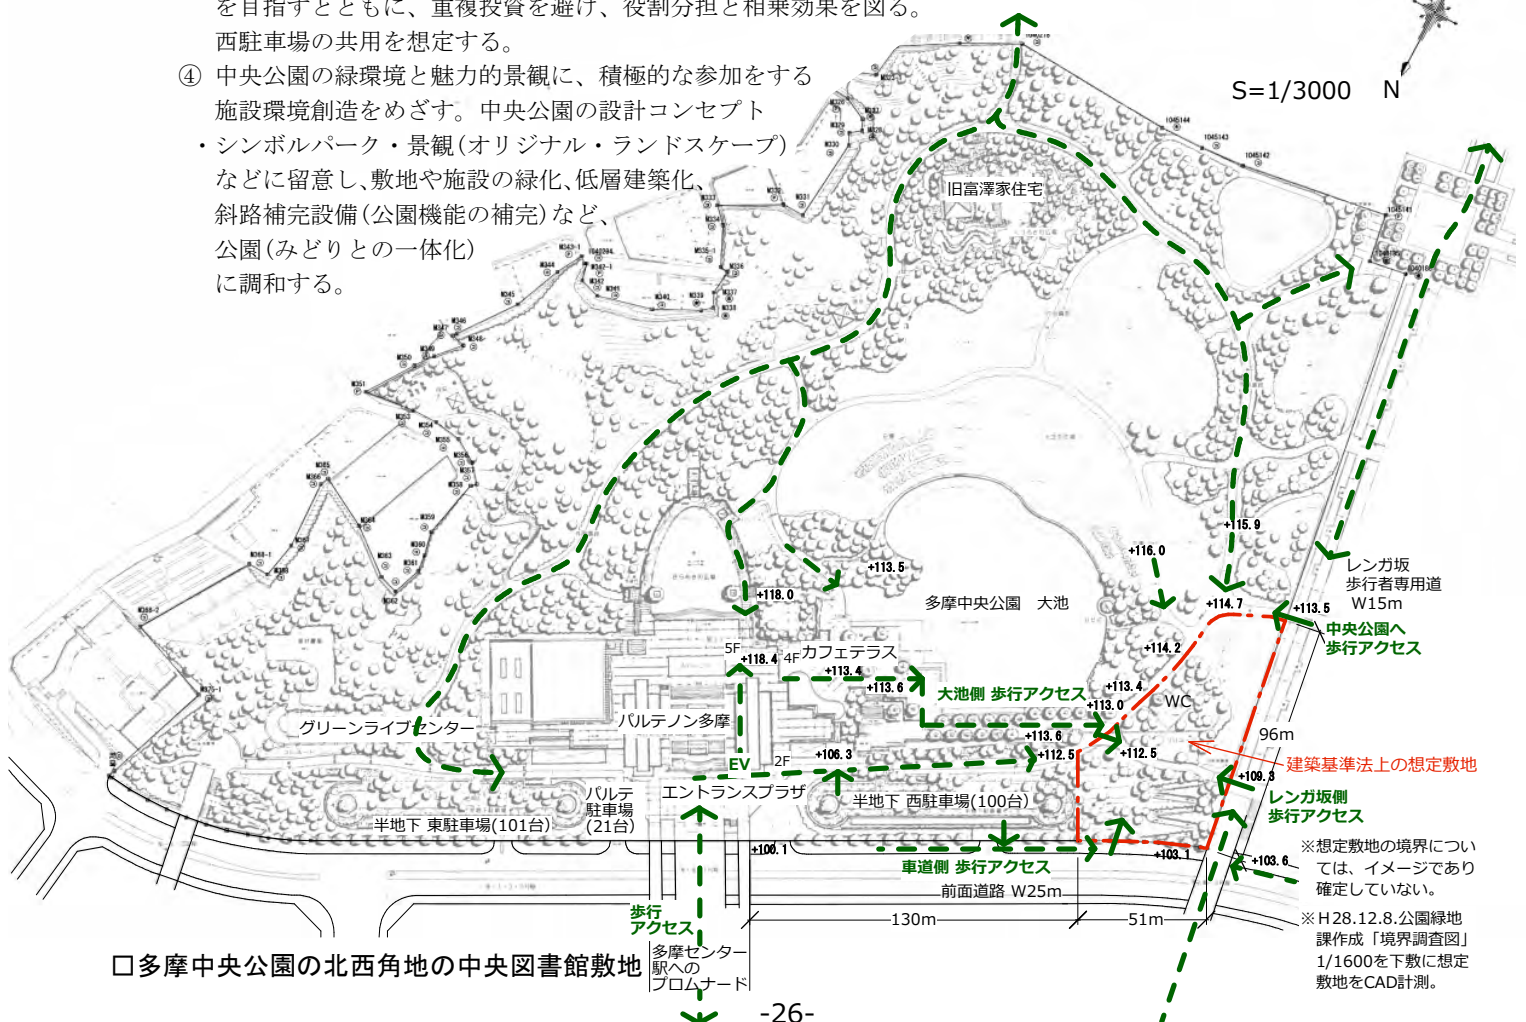 を目指すとともに、重複投資を避け、役割分担と相乗効果を図る。
西駐車場の共用を想定する。
④ 中央公園の緑環境と魅力的景観に、積極的な参加をする
施設環境創造をめざす。中央公園の設計コンセプト
・シンボルパーク・景観(オリジナル・ランドスケープ)
などに留意し､敷地や施設の緑化､低層建築化、
斜路補完設備(公園機能の補完)など、
公園(みどりとの一体化)
に調和する。
S=1/3000 N
旧富澤家住宅
1045144
1045143
1045142
1045141
M331
M344
M345
M346
M350
M351
M354
M358
M359
M362
+115.9
+116.0
+113.5
+118.0
多摩中央公園 大池
+114.7
+113.5
レンガ坂
歩行者専用道
W15m
中央公園へ
歩行アクセス
5F
+118.4
4F
カフェテラス
+113.4
+113.6
+114.2
+113.4
大池側 歩行アクセス
+113.0
WC
グリーンライブセンター
パルテノン多摩
+113.6
+112.5
+112.5
96m
建築基準法上の想定敷地
+106.3
EV
2F
エントランスプラザ
+109.3
レンガ坂側
歩行アクセス
パルテ
駐車場
(21台)
半地下 東駐車場(101台)
半地下 西駐車場(100台)
+100.1
車道側 歩行アクセス
+103.1
+103.6
前面道路 W25m
130m
51m
※想定敷地の境界につい
ては、イメージであり
確定していない。
※H28.12.8.公園緑地
課作成「境界調査図」
1/1600を下敷に想定
敷地をCAD計測。
歩行
アクセス
多摩センター
駅への
プロムナード
□多摩中央公園の北西角地の中央図書館敷地
-26-